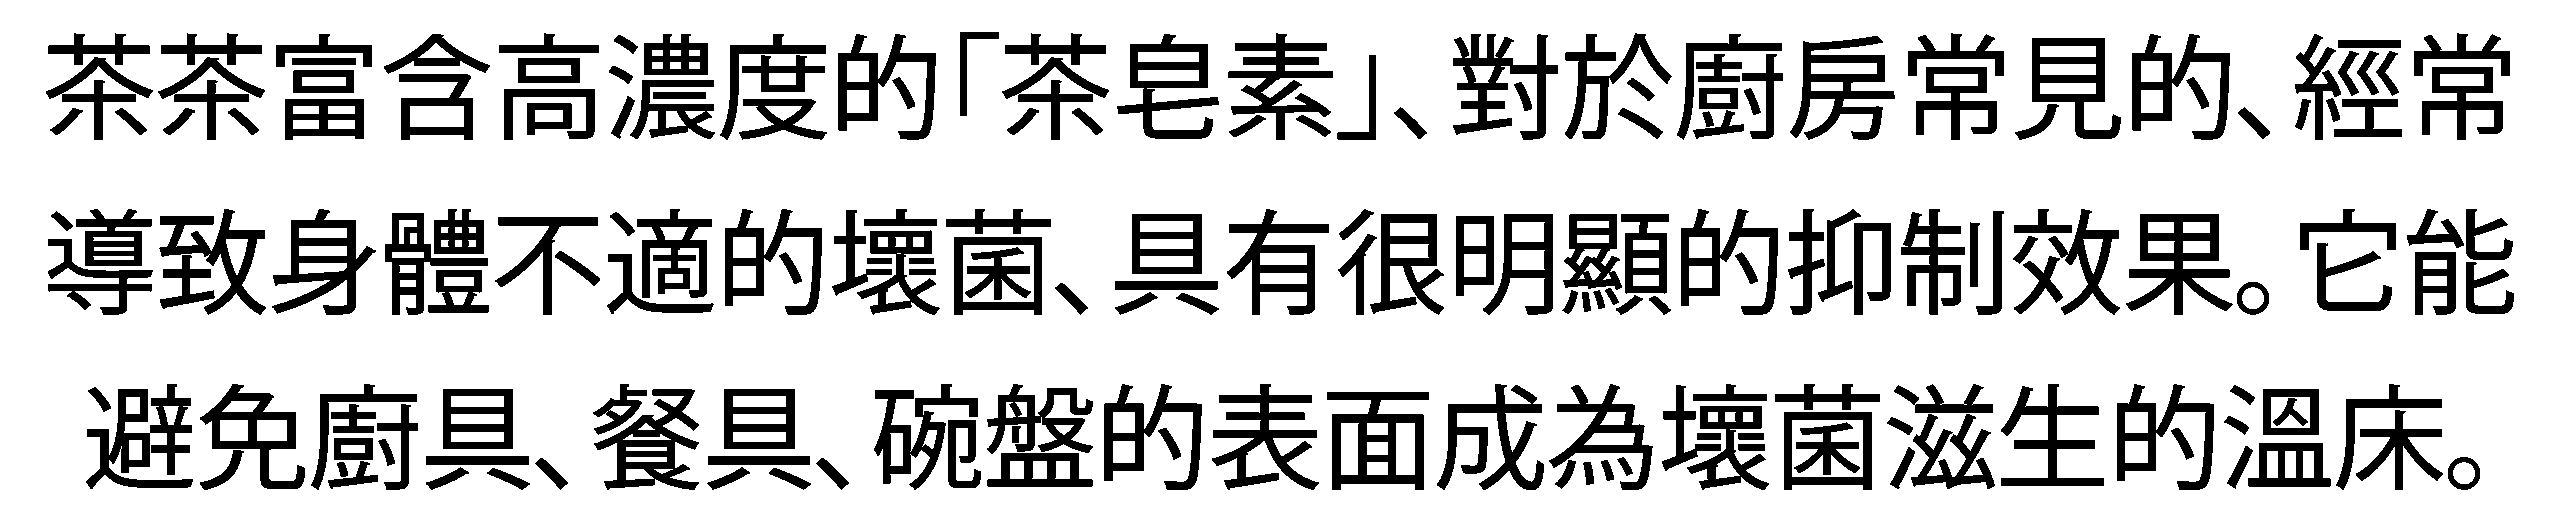 茶茶富含高濃度的「茶皂素」、對於廚房常見的、經常
導致身體不適的壞菌、具有很明顯的抑制效果。它能
避免廚具、餐具、碗盤的表面成為壞菌滋生的溫床。